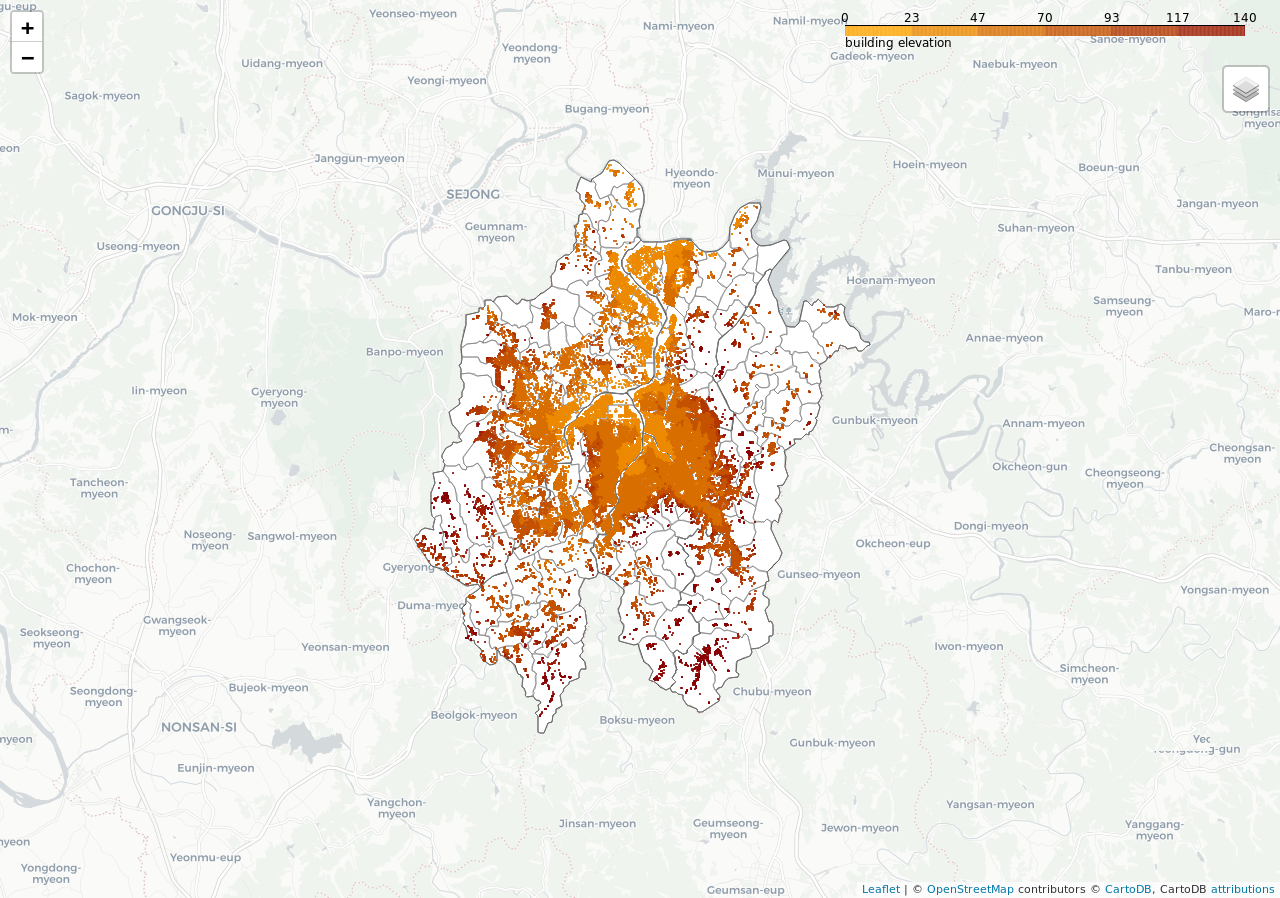 gu-eup
Yeonseo-myeon
Nami-myeon
Namil-myeon
0 23 47 70 93 117 140
building elevation
+
−
Yeondong-
myeon
Sanoe-myeon
Uidang-myeon
Gadeok-myeon
Naebuk-myeon
Yeongi-myeon
Sagok-myeon
Bugang-myeon
Songnisan-
myeon
eon
Janggun-myeon
Hyeondo-
myeon
Munui-myeon
Hoein-myeon
Boeun-gun
SEJONG
GONGJU-SI
Jangan-myeon
Geumnam-
myeon
Suhan-myeon
Useong-myeon
Tanbu-myeon
Hoenam-myeon
Samseung-
myeon
Mok-myeon
Maro-m
Annae-myeon
Banpo-myeon
Iin-myeon
Gyeryong-
myeon
Gunbuk-myeon
Annam-myeon
m-
Cheongsan-
myeon
Okcheon-gun
Cheongseong-
myeon
Tancheon-
myeon
Dongi-myeon
Noseong-
myeon
Sangwol-myeon
Okcheon-eup
Chochon-
myeon
Gyeryong
Gunseo-myeon
Yongsan-myeon
Duma-myeo
Gwangseok-
myeon
Seokseong-
myeon
Yeonsan-myeon
Iwon-myeon
Simcheon-
myeon
Bujeok-myeon
Seongdong-
myeon
Chubu-myeon
Beolgok-myeon
Boksu-myeon
NONSAN-SI
myeon
Gunbuk-myeon
Yeo
-gun
Eunjin-myeon
Yangchon-
myeon
Yangsan-myeon
Jinsan-myeon
Geumseong-
myeon
Jewon-myeon
Yanggang-
myeon
nyeon
Yeonmu-eup
Yongdong-
myeon
Geumsan-eup
Leaflet | © OpenStreetMap contributors © CartoDB, CartoDB attributions